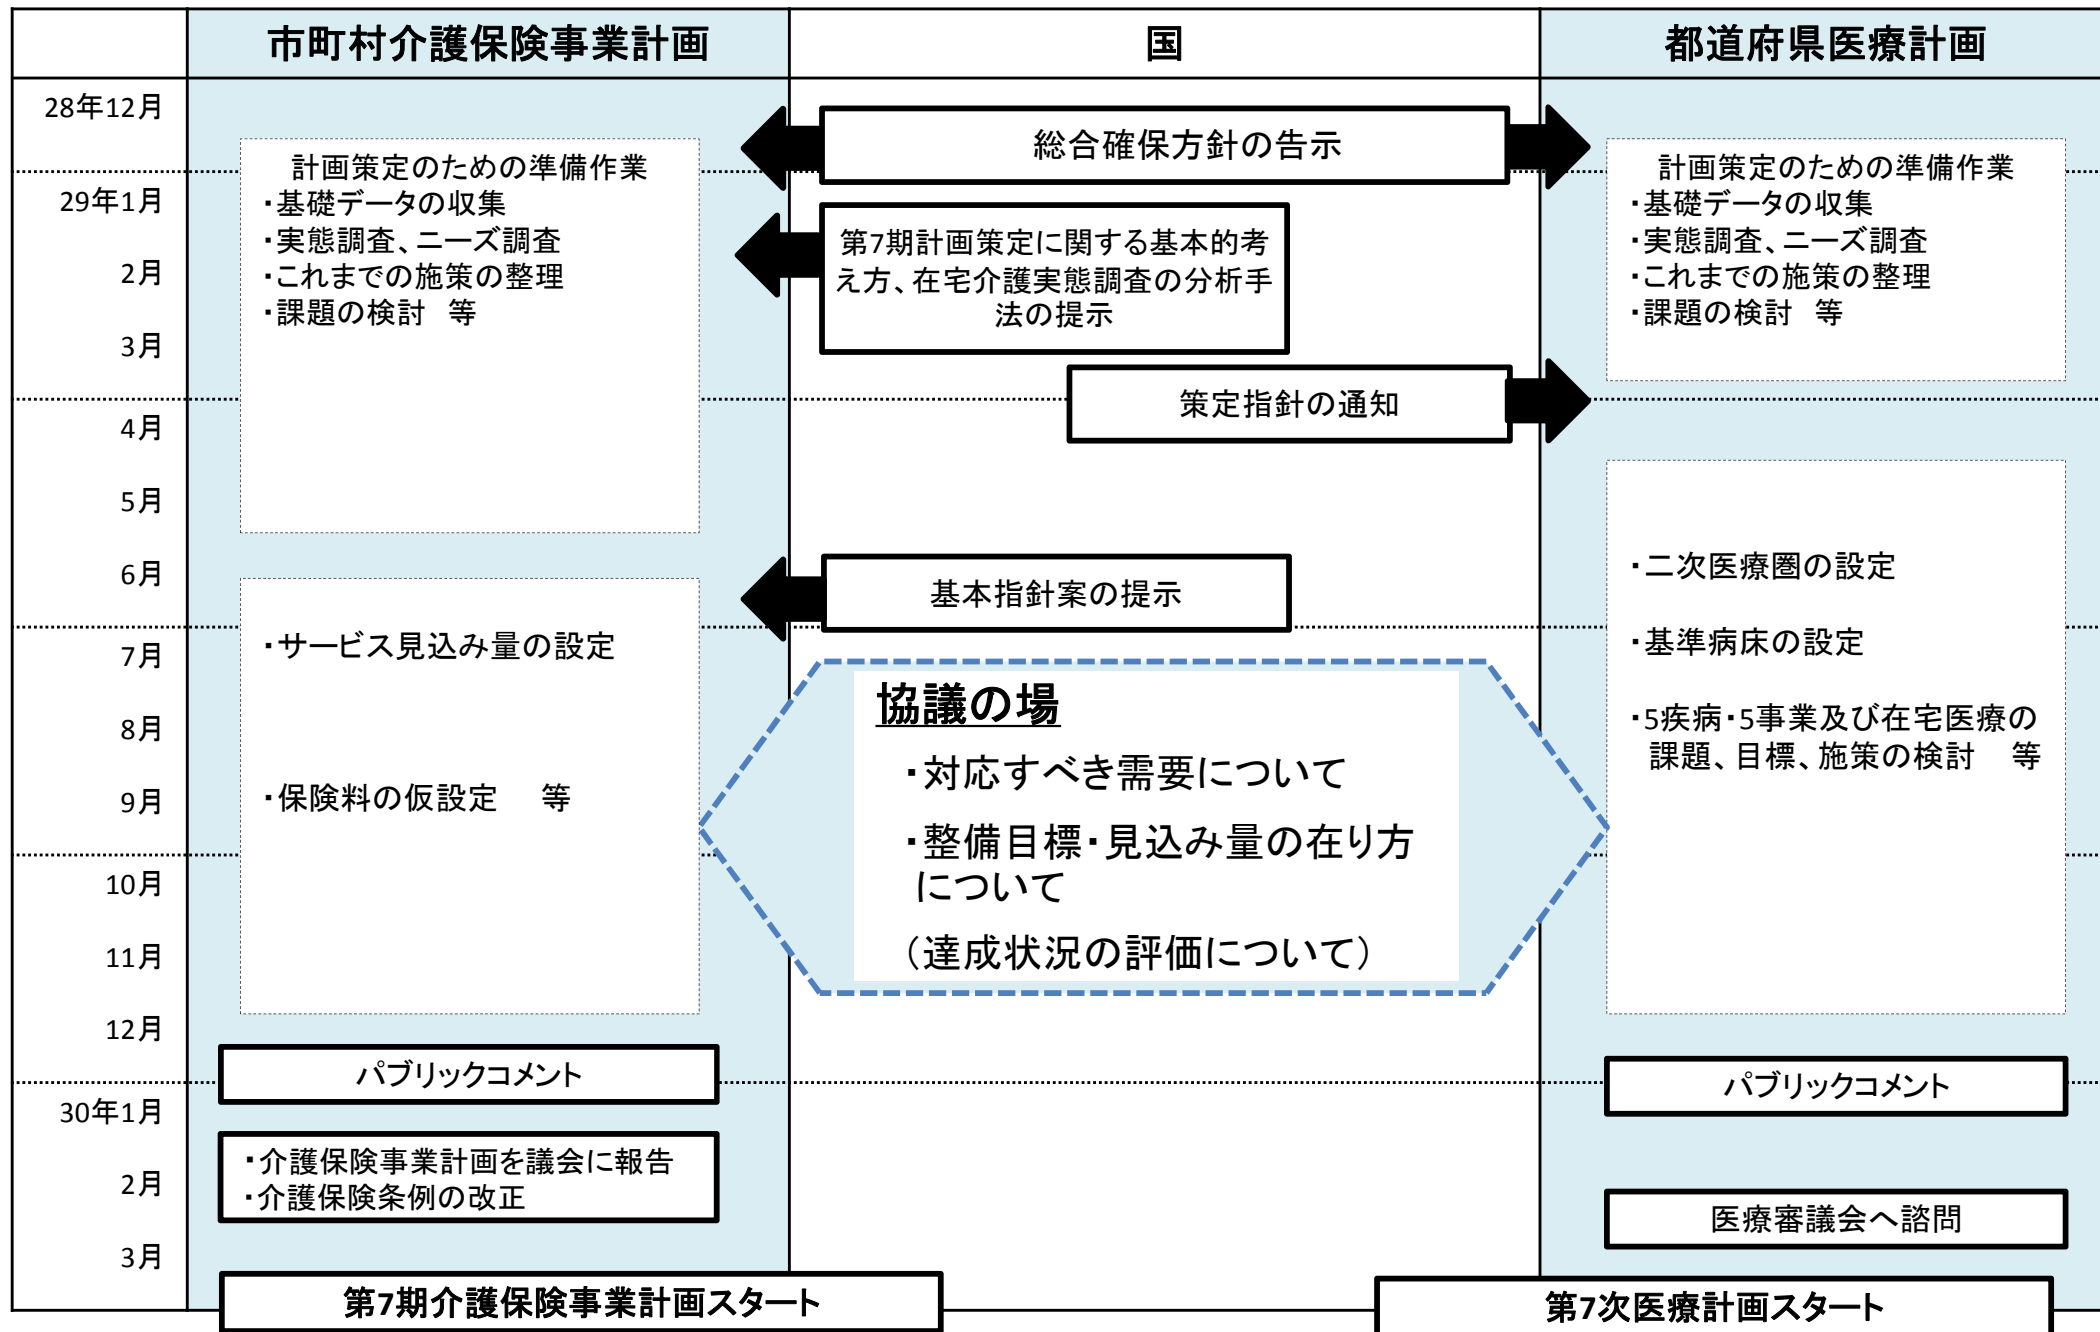 市町村介護保険事業計画
国
都道府県医療計画
28年12月
29年1月
2月
3月
4月
5月
6月
7月
8月
9月
10月
11月
12月
30年1月
2月
3月
計画策定のための準備作業
・基礎データの収集
・実態調査、ニーズ調査
・これまでの施策の整理
・課題の検討　等
・サービス見込み量の設定
・保険料の仮設定　等
パブリックコメント
・介護保険事業計画を議会に報告
・介護保険条例の改正
第7期介護保険事業計画スタート
総合確保方針の告示
第7期計画策定に関する基本的考
え方、在宅介護実態調査の分析手
法の提示
策定指針の通知
基本指針案の提示
協議の場
・対応すべき需要について
・整備目標・見込み量の在り方
について
（達成状況の評価について）
計画策定のための準備作業
・基礎データの収集
・実態調査、ニーズ調査
・これまでの施策の整理
・課題の検討　等
・二次医療圏の設定
・基準病床の設定
・5疾病・5事業及び在宅医療の
課題、目標、施策の検討　等
パブリックコメント
医療審議会へ諮問
第7次医療計画スタート